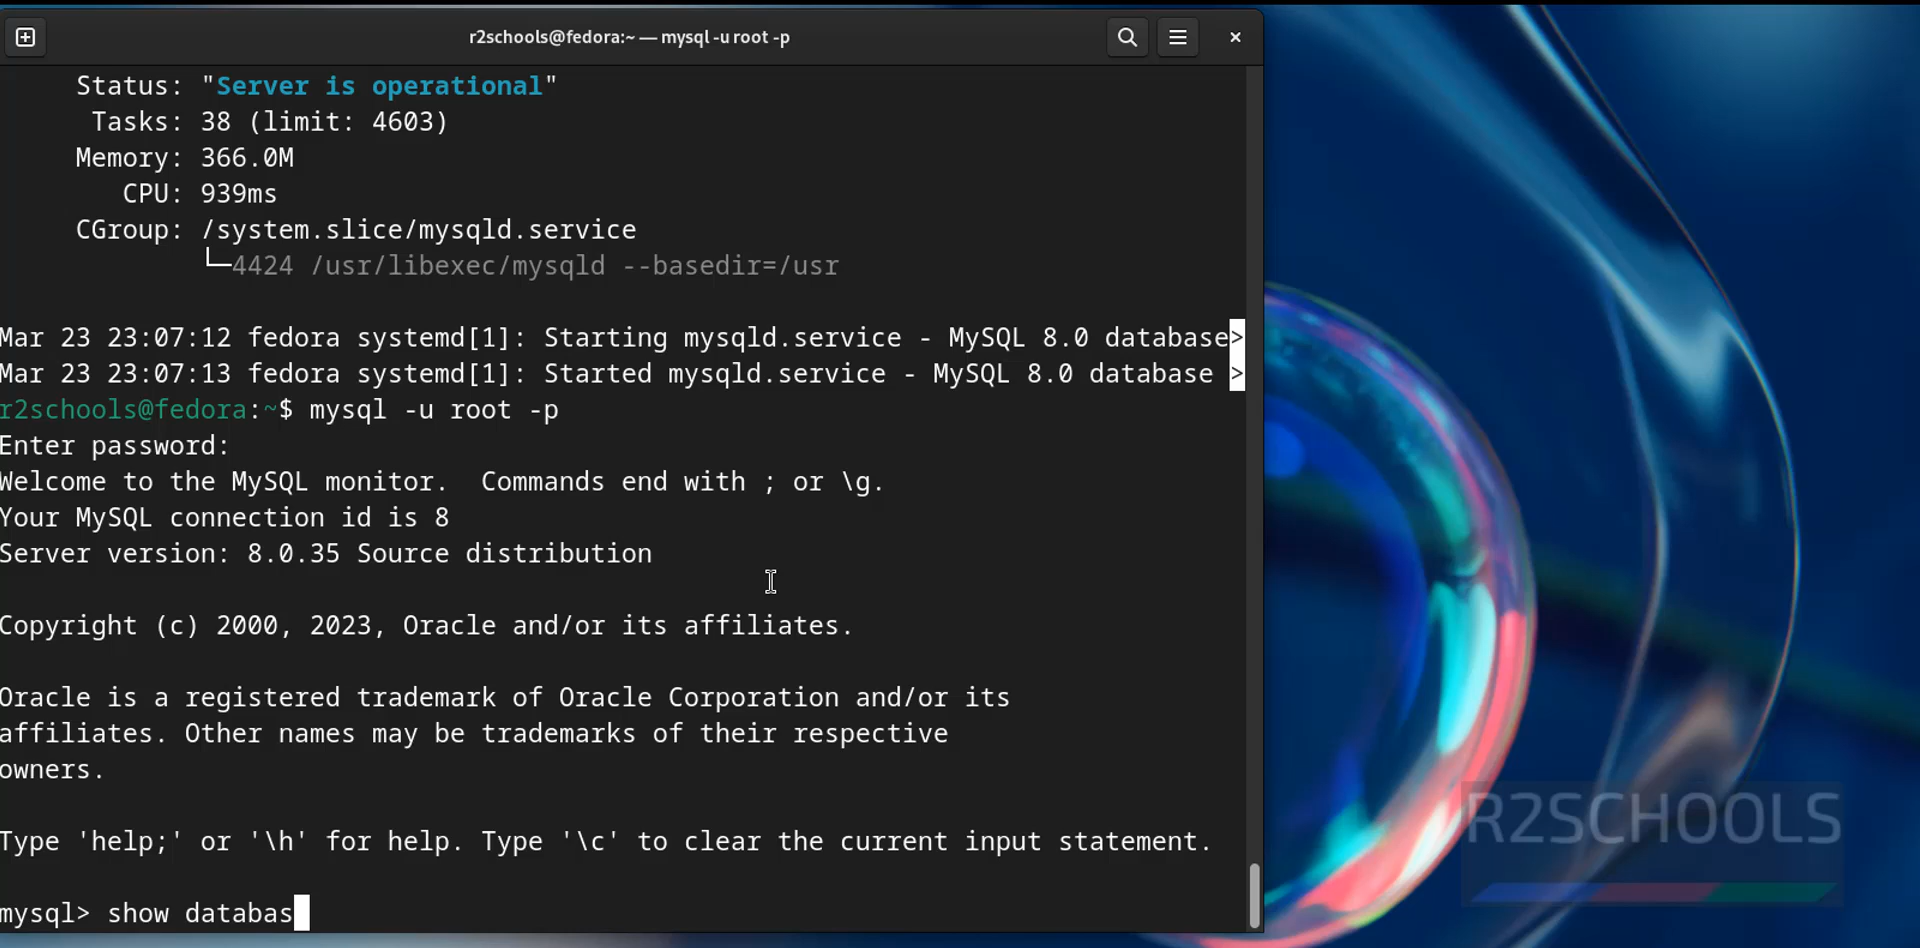 r2schools@fedora:~ — mysql -u root -p
Status: "Server is operational"
Tasks: 38 (limit: 4603)
Memory: 366.0M
CPU: 939ms
CGroup: /system.slice/mysqld.service
└─4424 /usr/libexec/mysqld --basedir=/usr
Mar 23 23:07:12 fedora systemd[1]: Starting mysqld.service - MySQL 8.0 database>
Mar 23 23:07:13 fedora systemd[1]: Started mysqld.service - MySQL 8.0 database >
r2schools@fedora:~$ mysql -u root -p
Enter password:
Welcome to the MySQL monitor.  Commands end with ; or \g.
Your MySQL connection id is 8
Server version: 8.0.35 Source distribution
Copyright (c) 2000, 2023, Oracle and/or its affiliates.
Oracle is a registered trademark of Oracle Corporation and/or its
affiliates. Other names may be trademarks of their respective
owners.
Type 'help;' or '\h' for help. Type '\c' to clear the current input statement.
mysql> show databas
R2SCHOOLS